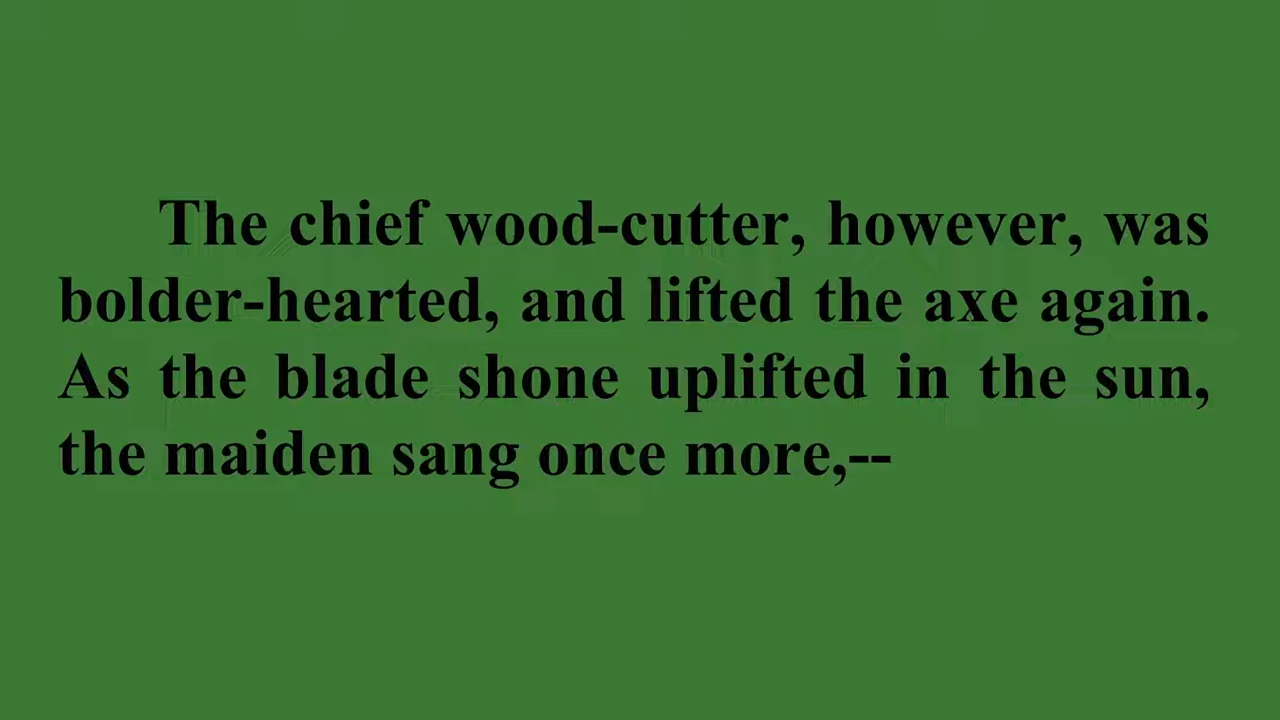 The chief wood-cutter, however, was
bolder-hearted, and lifted the axe again.
As the blade shone uplifted in the sun,
the maiden sang once more,--